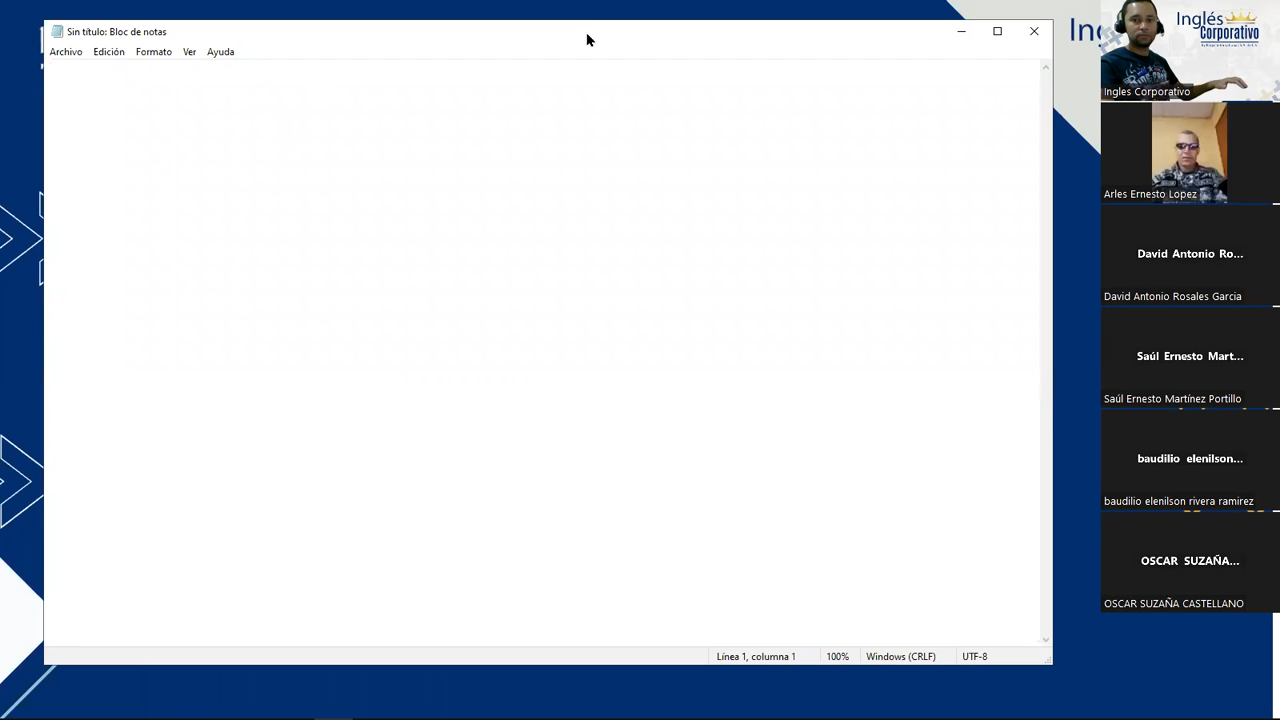 Sin título: Bloc de notas
Archivo Edición Formato Ver Ayuda
Línea 1, columna 1 100% Windows (CRLF) UTF-8
Inglés
Corporativo
Ingles Corporativo
Arles Ernesto Lopez
David Antonio Ro...
David Antonio Rosales Garcia
Saúl Ernesto Mart...
Saúl Ernesto Martínez Portillo
baudilio elenilson...
baudilio elenilson rivera ramirez
OSCAR SUZAÑA...
OSCAR SUZAÑA CASTELLANO